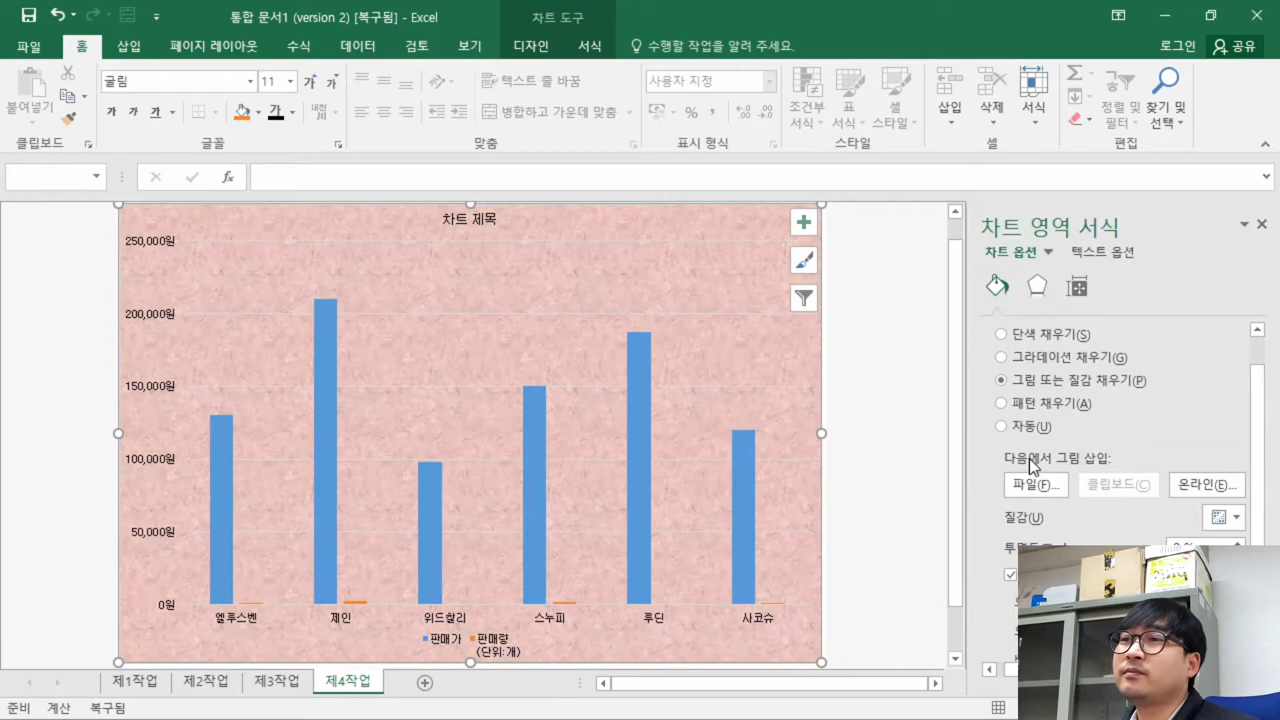 통합 문서1 (version 2) [복구됨] - Excel
차트 도구
파일 홈 삽입 페이지 레이아웃 수식 데이터 검토 보기 디자인 서식 수행할 작업을 알려 주세요. 로그인 공유
붙여넣기
굴림 11
가 가
가 가 가 가 내천
텍스트 줄 바꿈
병합하고 가운데 맞춤
사용자 지정
%
조건부 서식
표 서식
셀 스타일
삽입
삭제
서식
정렬 및 필터
찾기 및 선택
클립보드 글꼴 맞춤 표시 형식 스타일 셀 편집
fx
차트 제목
250,000원
200,000원
150,000원
100,000원
50,000원
0원
엘루스벤 제인 위드찰리 스누피 루딘 사코슈
판매가 판매량
(단위:개)
차트 영역 서식
차트 옵션 텍스트 옵션
단색 채우기(S)
그라데이션 채우기(G)
그림 또는 질감 채우기(P)
패턴 채우기(A)
자동(U)
다음에서 그림 삽입:
파일(F)... 클립보드(C) 온라인(E)...
질감(U)
제1작업 제2작업 제3작업 제4작업
준비 계산 복구됨